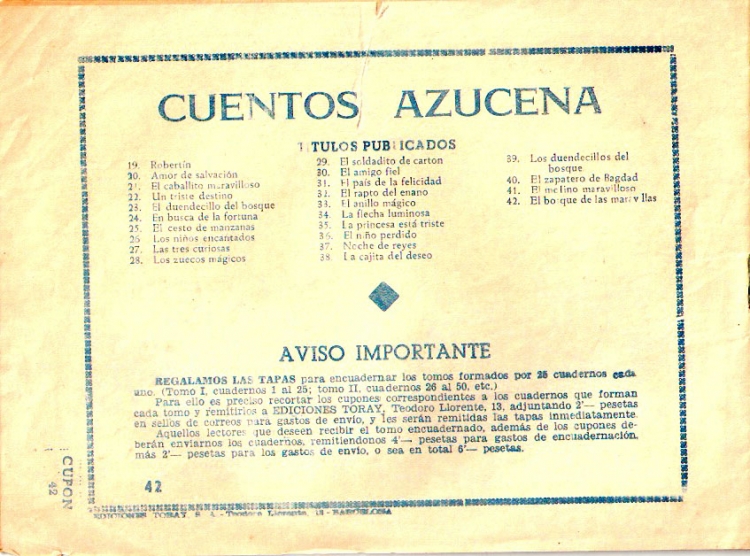 CUENTOS AZUCENA
TITULOS PUBLICADOS
19. Robertín
20. Amor de salvación
21. El caballito maravilloso
22. Un triste destino
23. El duendecillo del bosque
24. En busca de la fortuna
25. El cesto de manzanas
26 Los niños encantados
27. Las tres curiosas
28. Los zuecos mágicos
29. El soldadito de carton
30. El amigo fiel
31. El país de la felicidad
32. El rapto del enano
33. El anillo mágico
34. La flecha luminosa
35. La princesa está triste
36. El niño perdido
37. Noche de reyes
38. La cajita del deseo
39. Los duendecillos del
bosque
40. El zapatero de Bagdad
41. El molino maravilloso
42. El bosque de las maravillas
AVISO IMPORTANTE
REGALAMOS LAS TAPAS para encuadernar los tomos formados por 25 cuadernos cada
uno. (Tomo I, cuadernos 1 al 25; tomo II, cuadernos 26 al 50, etc.)
Para ello es preciso recortar los cupones correspondientes a los cuadernos que forman
cada tomo y remitirlos a EDICIONES TORAY, Teodoro Llorente, 13, adjuntando 2'— pesetas
en sellos de correos para gastos de envío, y les serán remitidas las tapas inmediatamente.
Aquellos lectores que deseen recibir el tomo encuadernado, además de los cupones de-
berán enviarnos los cuadernos, remitiendonos 4'— pesetas para gastos de encuadernación,
más 2'— pesetas para los gastos de envío, o sea en total 6'— pesetas.
42
CUPON
42
EDICIONES TORAY, S. A. - Teodoro Llorente, 13 - BARCELONA